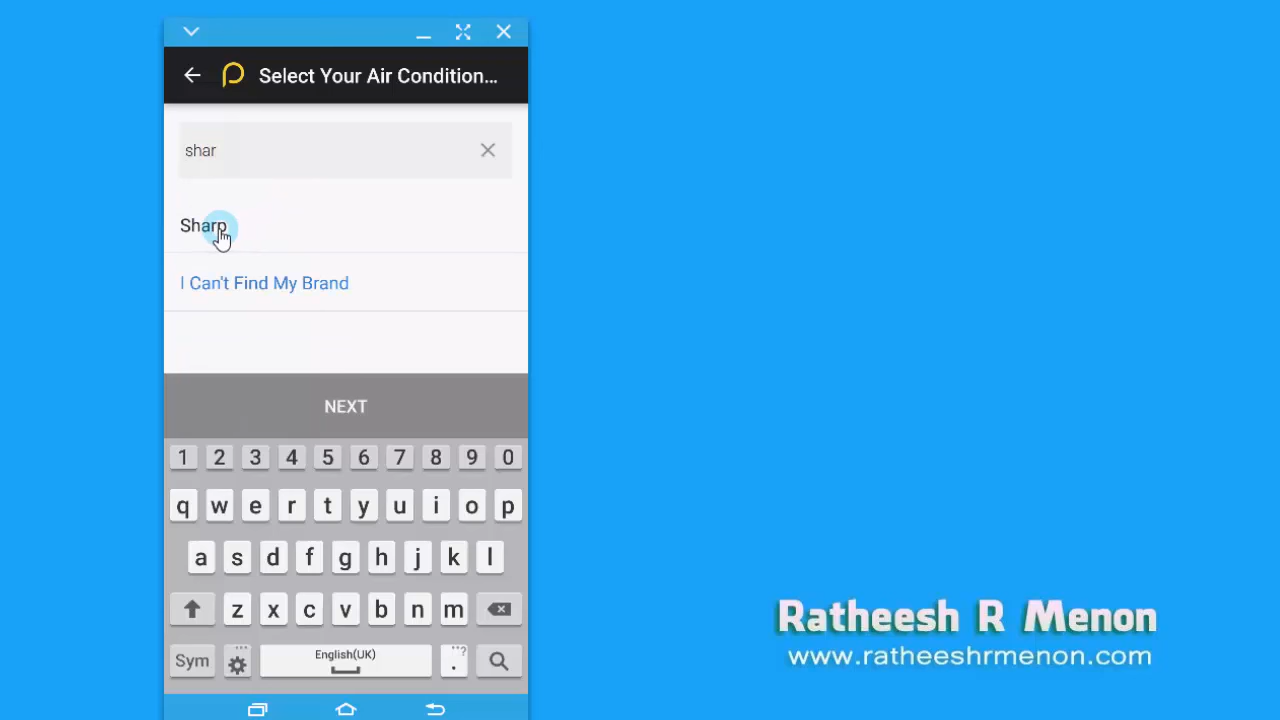 Select Your Air Condition...
shar
Sharp
I Can't Find My Brand
NEXT
1 2 3 4 5 6 7 8 9 0
q w e r t y u i o p
a s d f g h j k l
z x c v b n m
Sym English(UK) . ...?
Ratheesh R Menon
www.ratheeshrmenon.com